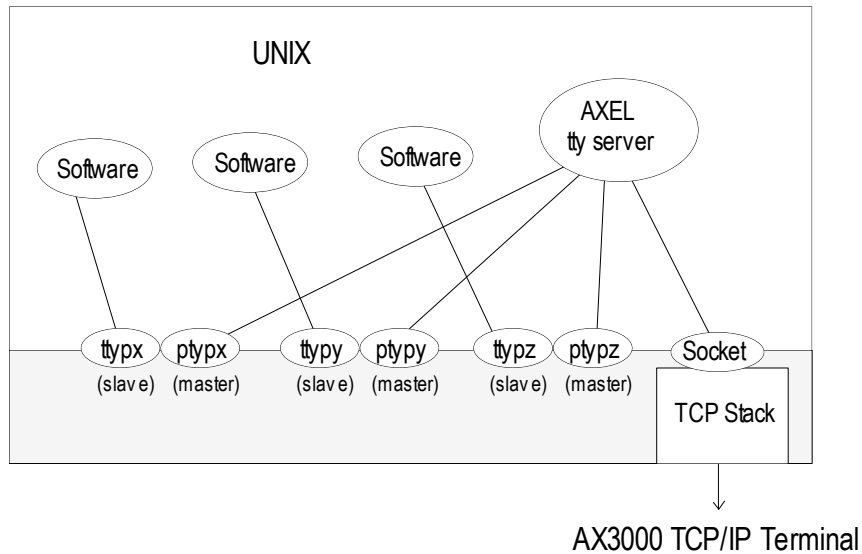 UNIX
AXEL
tty server
Software
Software
Software
ttypx
ptypx
ttypy
ptypy
ttypz
ptypz
Socket
(slave)
(master)
(slave)
(master)
(slave)
(master)
TCP Stack
AX3000 TCP/IP Terminal